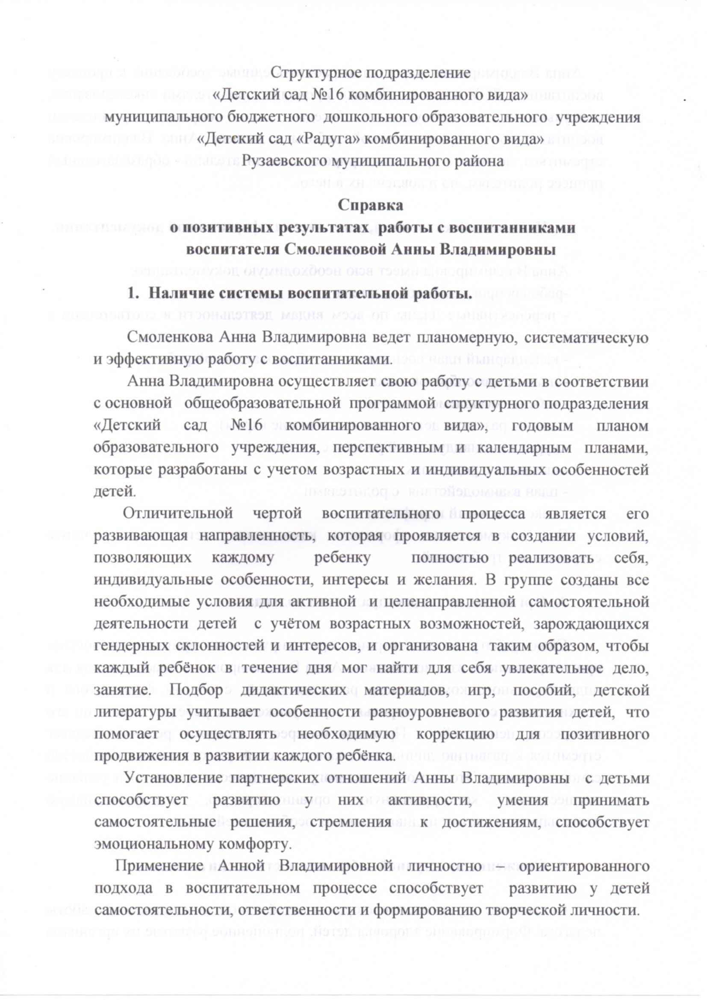 Структурное подразделение
«Детский сад №16 комбинированного вида»
муниципального бюджетного дошкольного образовательного учреждения
«Детский сад «Радуга» комбинированного вида»
Рузаевского муниципального района
Справка
о позитивных результатах работы с воспитанниками
воспитателя Смоленковой Анны Владимировны
1. Наличие системы воспитательной работы.
Смоленкова Анна Владимировна ведет планомерную, систематическую
и эффективную работу с воспитанниками.
Анна Владимировна осуществляет свою работу с детьми в соответствии
с основной общеобразовательной программой структурного подразделения
«Детский сад №16 комбинированного вида», годовым планом
образовательного учреждения, перспективным и календарным планами,
которые разработаны с учетом возрастных и индивидуальных особенностей
детей.
Отличительной чертой воспитательного процесса является его
развивающая направленность, которая проявляется в создании условий,
позволяющих каждому ребенку полностью реализовать себя,
индивидуальные особенности, интересы и желания. В группе созданы все
необходимые условия для активной и целенаправленной самостоятельной
деятельности детей с учётом возрастных возможностей, зарождающихся
гендерных склонностей и интересов, и организована таким образом, чтобы
каждый ребёнок в течение дня мог найти для себя увлекательное дело,
занятие. Подбор дидактических материалов, игр, пособий, детской
литературы учитывает особенности разноуровневого развития детей, что
помогает осуществлять необходимую коррекцию для позитивного
продвижения в развитии каждого ребёнка.
Установление партнерских отношений Анны Владимировны с детьми
способствует развитию у них активности, умения принимать
самостоятельные решения, стремления к достижениям, способствует
эмоциональному комфорту.
Применение Анной Владимировной личностно – ориентированного
подхода в воспитательном процессе способствует развитию у детей
самостоятельности, ответственности и формированию творческой личности.